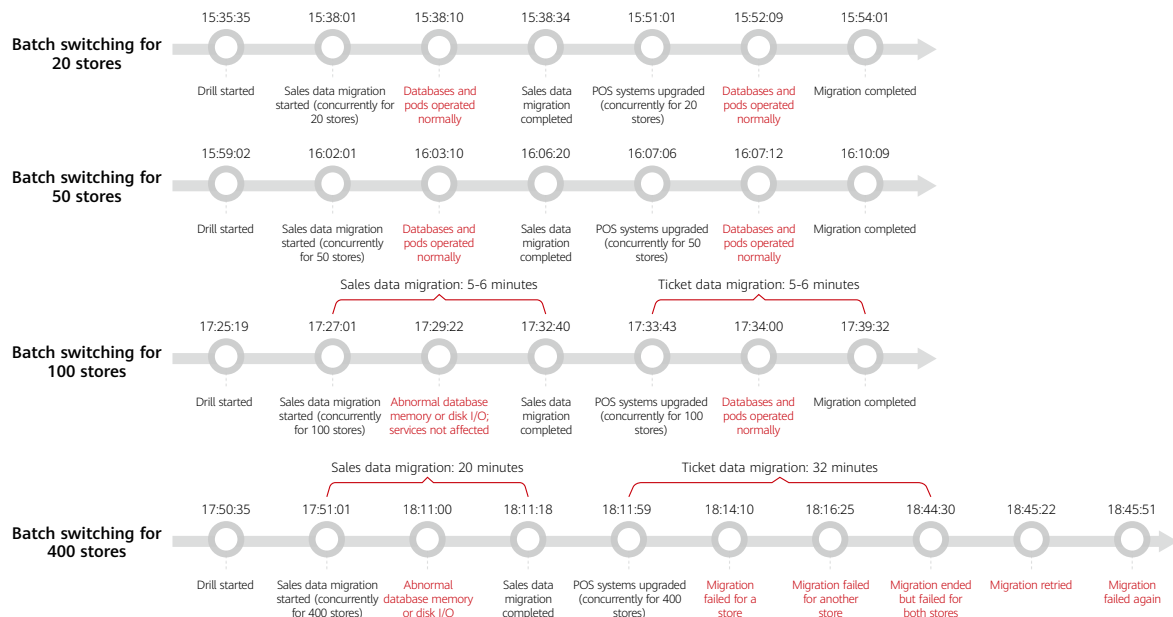 15:35:35 15:38:01 15:38:10 15:38:34 15:51:01 15:52:09 15:54:01
Batch switching for
20 stores
Drill started
Sales data migration
started (concurrently for
20 stores)
Databases and
pods operated
normally
Sales data
migration
completed
POS systems upgraded
(concurrently for 20
stores)
Databases and
pods operated
normally
Migration completed
15:59:02 16:02:01 16:03:10 16:06:20 16:07:06 16:07:12 16:10:09
Batch switching for
50 stores
Drill started
Sales data migration
started (concurrently
for 50 stores)
Databases and
pods operated
normally
Sales data
migration
completed
POS systems upgraded
(concurrently for 50
stores)
Databases and
pods operated
normally
Migration completed
Sales data migration: 5-6 minutes
Ticket data migration: 5-6 minutes
17:25:19 17:27:01 17:29:22 17:32:40 17:33:43 17:34:00 17:39:32
Batch switching for
100 stores
Drill started
Sales data migration
started (concurrently
for 100 stores)
Abnormal database
memory or disk I/O;
services not affected
Sales data
migration
completed
POS systems upgraded
(concurrently for 100
stores)
Databases and
pods operated
normally
Migration completed
Sales data migration: 20 minutes
Ticket data migration: 32 minutes
17:50:35 17:51:01 18:11:00 18:11:18 18:11:59 18:14:10 18:16:25 18:44:30 18:45:22 18:45:51
Batch switching for
400 stores
Drill started
Sales data migration
started (concurrently
for 400 stores)
Abnormal
database memory
or disk I/O
Sales data
migration
completed
POS systems upgraded
(concurrently for 400
stores)
Migration
failed for a
store
Migration failed
for another
store
Migration ended
but failed for
both stores
Migration retried
Migration
failed again